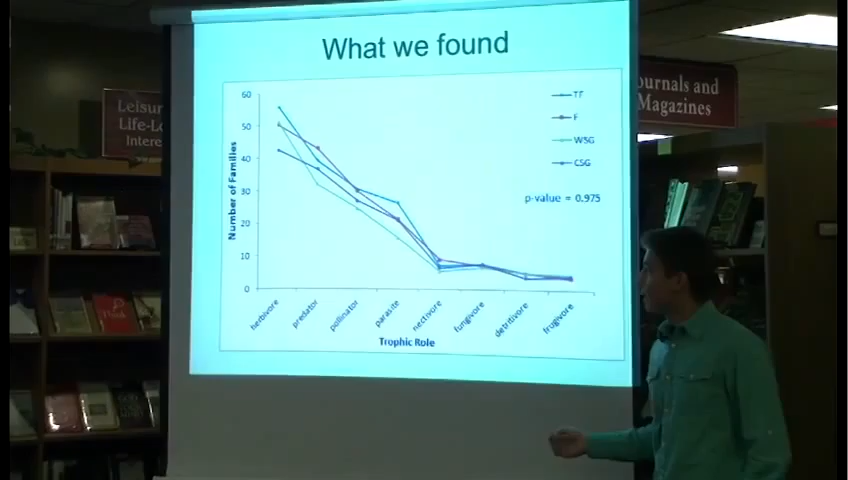 What we found
60
50
40
30
20
10
0
Number of Families
herbivore
predator
pollinator
parasite
nectivore
fungivore
detritivore
frugivore
Trophic Role
TF
F
WSG
CSG
p-value = 0.975
Leisur
Life-Lo
Intere
ournals and
Magazines